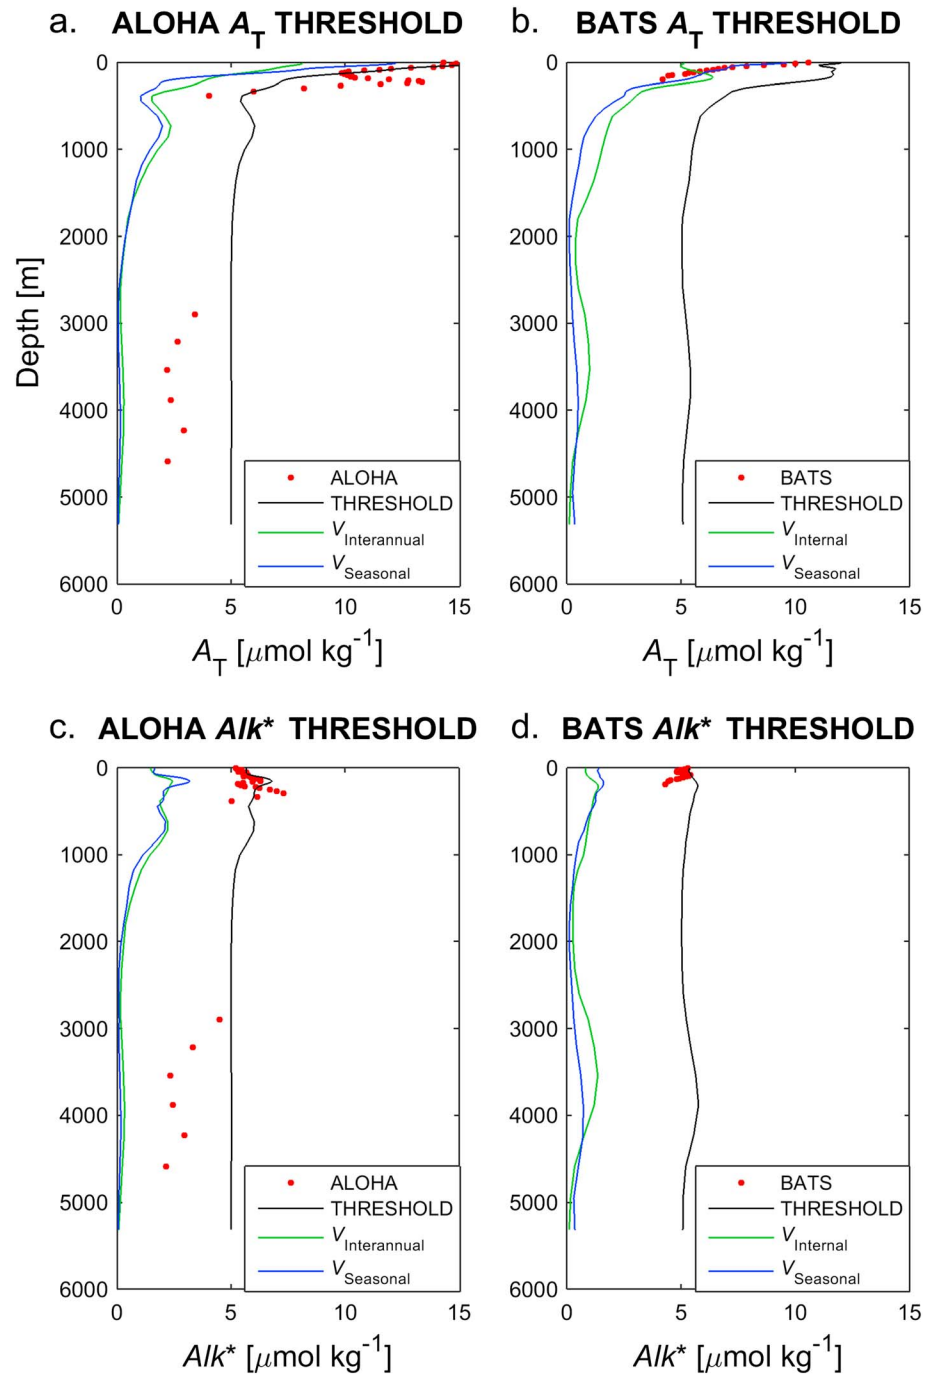 a. ALOHA A_T THRESHOLD
0
1000
2000
3000
4000
5000
6000
Depth [m]
ALOHA
THRESHOLD
V_Interannual
V_Seasonal
0 5 10 15
A_T [μmol kg⁻¹]
b. BATS A_T THRESHOLD
0
1000
2000
3000
4000
5000
6000
BATS
THRESHOLD
V_Internal
V_Seasonal
0 5 10 15
A_T [μmol kg⁻¹]
c. ALOHA Alk* THRESHOLD
0
1000
2000
3000
4000
5000
6000
ALOHA
THRESHOLD
V_Interannual
V_Seasonal
0 5 10 15
Alk* [μmol kg⁻¹]
d. BATS Alk* THRESHOLD
0
1000
2000
3000
4000
5000
6000
BATS
THRESHOLD
V_Internal
V_Seasonal
0 5 10 15
Alk* [μmol kg⁻¹]